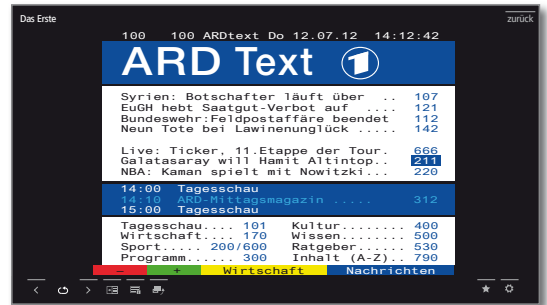 Das Erste zurück
100 100 ARDtext Do 12.07.12 14:12:42
ARD Text 1
Syrien: Botschafter läuft über .. 107
EuGH hebt Saatgut-Verbot auf .... 121
Bundeswehr:Feldpostaffäre beendet 112
Neun Tote bei Lawinenunglück ..... 142
Live: Ticker, 11.Etappe der Tour. 666
Galatasaray will Hamit Altintop.. 211
NBA: Kaman spielt mit Nowitzki... 220
14:00 Tagesschau
14:10 ARD-Mittagsmagazin ..... 312
15:00 Tagesschau
Tagesschau.... 101 Kultur........ 400
Wirtschaft.... 170 Wissen........ 500
Sport..... 200/600 Ratgeber...... 530
Programm...... 300 Inhalt (A-Z).. 790
– + Wirtschaft Nachrichten